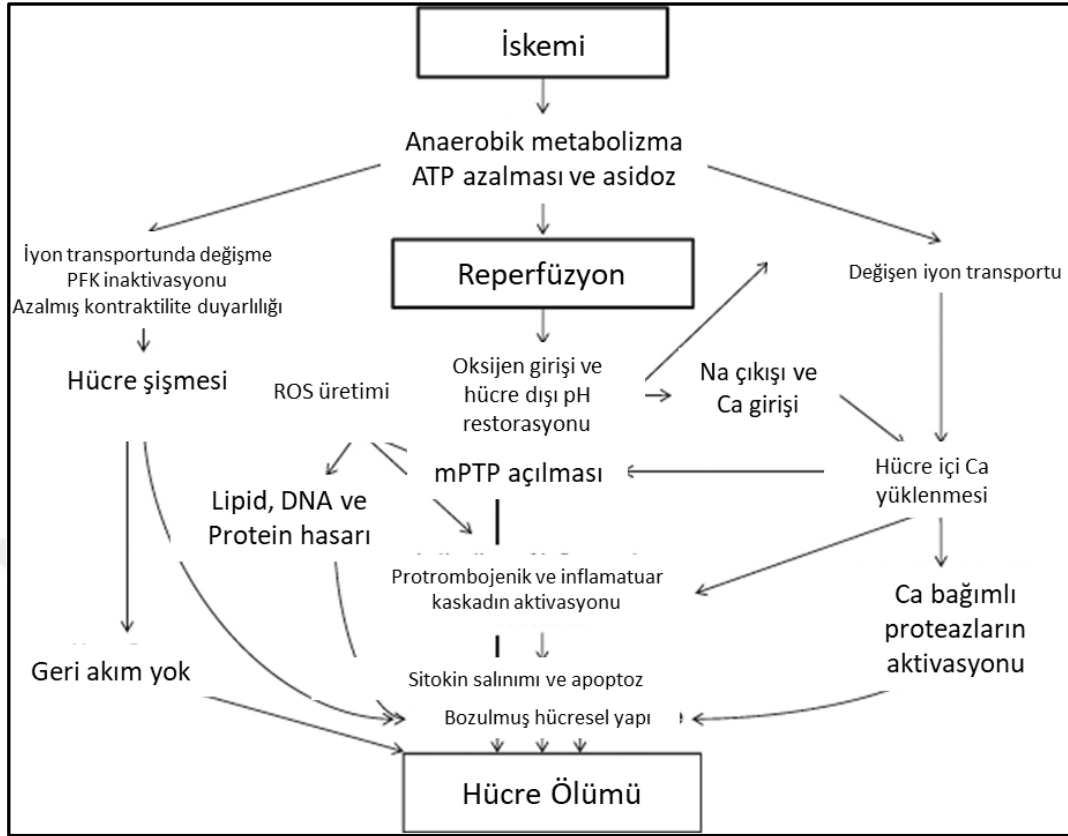 İskemi
Anaerobik metabolizma
ATP azalması ve asidoz
İyon transportunda değişme
PFK inaktivasyonu
Azalmış kontraktilite duyarlılığı
Reperfüzyon
Değişen iyon transportu
Hücre şişmesi
ROS üretimi
Oksijen girişi ve
hücre dışı pH
restorasyonu
Na çıkışı ve
Ca girişi
mPTP açılması
Hücre içi Ca
yüklenmesi
Lipid, DNA ve
Protein hasarı
Protrombojenik ve inflamatuar
kaskadın aktivasyonu
Ca bağımlı
proteazların
aktivasyonu
Geri akım yok
Sitokin salınımı ve apoptoz
Bozulmuş hücresel yapı
Hücre Ölümü